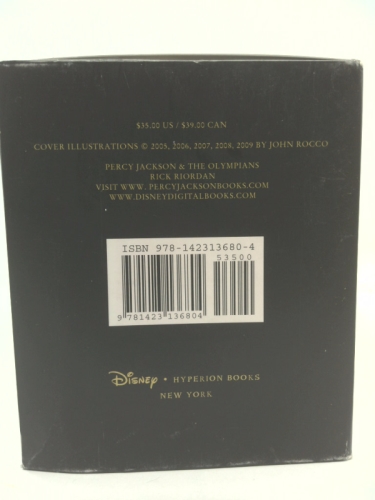 $35.00 US / $39.00 CAN
COVER ILLUSTRATIONS © 2005, 2006, 2007, 2008, 2009 BY JOHN ROCCO
PERCY JACKSON & THE OLYMPIANS
RICK RIORDAN
VISIT WWW. PERCYJACKSONBOOKS.COM
WWW.DISNEYDIGITALBOOKS.COM
ISBN 978-142313680-4
53500
9 781423 136804
Disney • HYPERION BOOKS
NEW YORK